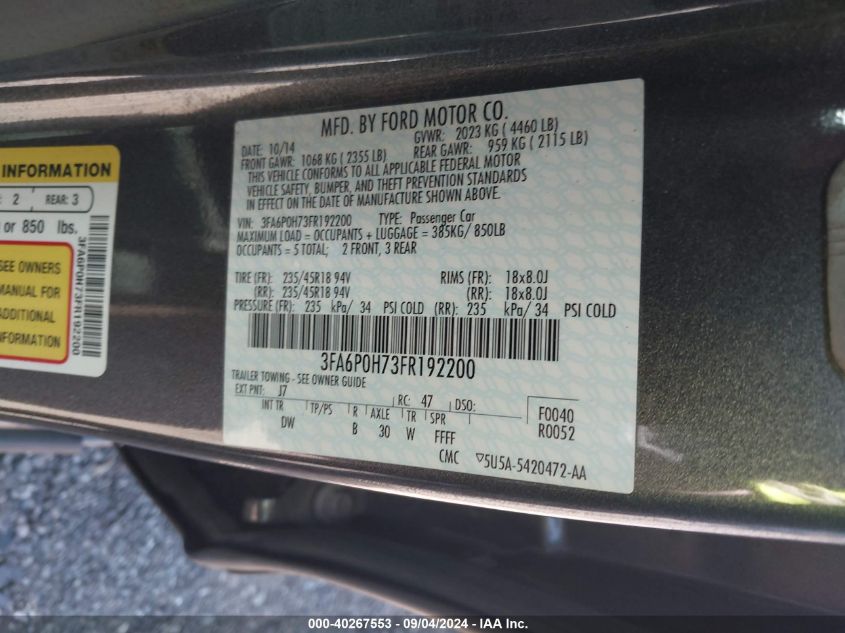 MFD. BY FORD MOTOR CO.
DATE: 10/14 GVWR: 2023 KG ( 4460 LB)
FRONT GAWR: 1068 KG ( 2355 LB) REAR GAWR: 959 KG ( 2115 LB)
THIS VEHICLE CONFORMS TO ALL APPLICABLE FEDERAL MOTOR
VEHICLE SAFETY, BUMPER, AND THEFT PREVENTION STANDARDS
IN EFFECT ON THE DATE OF MANUFACTURE SHOWN ABOVE.
VIN: 3FA6P0H73FR192200 TYPE: Passenger Car
MAXIMUM LOAD = OCCUPANTS + LUGGAGE = 385KG/ 850LB
OCCUPANTS = 5 TOTAL; 2 FRONT, 3 REAR
TIRE (FR): 235/45R18 94V RIMS (FR): 18x8.0J
(RR): 235/45R18 94V (RR): 18x8.0J
PRESSURE (FR): 235 kPa/ 34 PSI COLD (RR): 235 kPa/ 34 PSI COLD
3FA6P0H73FR192200
TRAILER TOWING - SEE OWNER GUIDE
EXT PNT: J7 RC: 47 DSO:
INT TR TP/PS R AXLE TR SPR F0040
DW B 30 W FFFF R0052
CMC 5U5A-5420472-AA
INFORMATION
: 2 REAR: 3
or 850 lbs.
SEE OWNERS
MANUAL FOR
ADDITIONAL
INFORMATION
3FA6P0H73FR192200
000-40267553 - 09/04/2024 - IAAI.com